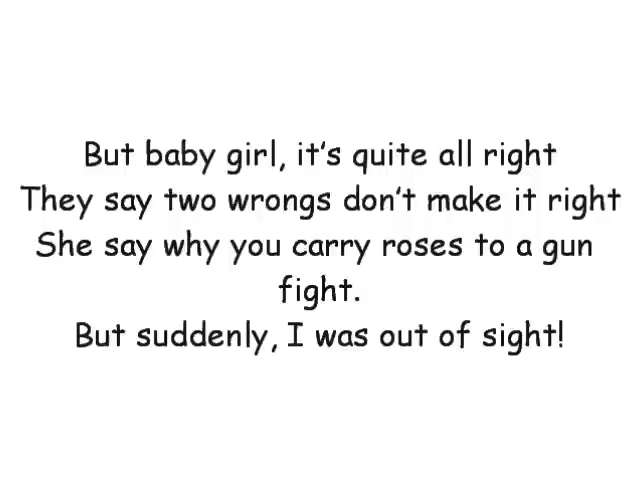 But baby girl, it's quite all right
They say two wrongs don't make it right
She say why you carry roses to a gun
fight.
But suddenly, I was out of sight!